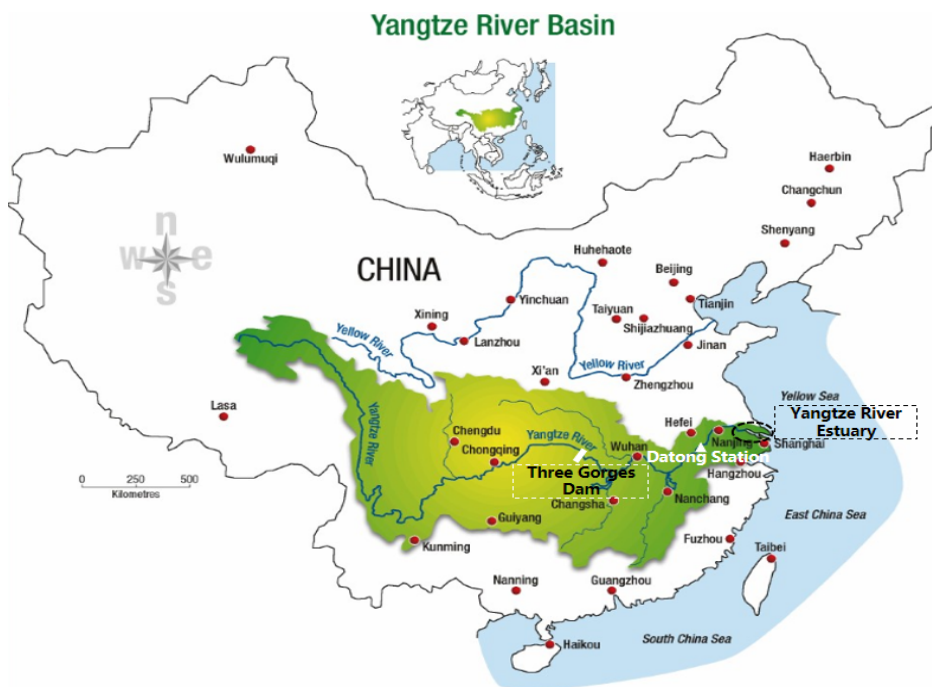 Yangtze River Basin
Wulumuqi
Haerbin
Changchun
Shenyang
n
w e
s
CHINA
Huhehaote
Beijing
Tianjin
Yinchuan
Taiyuan
Shijiazhuang
Xining
Lanzhou
Yellow River
Jinan
Yellow River
Xi'an
Zhengzhou
Yellow Sea
Lasa
Yangtze River
Chengdu
Chongqing
Yangtze River
Wuhan
Hefei
Nanjing
Yangtze River
Estuary
Shanghai
Datong Station
Hangzhou
Three Gorges
Dam
0 250 500
Kilometres
Changsha
Nanchang
Guiyang
Kunming
East China Sea
Fuzhou
Taibei
Nanning
Guangzhou
Haikou
South China Sea